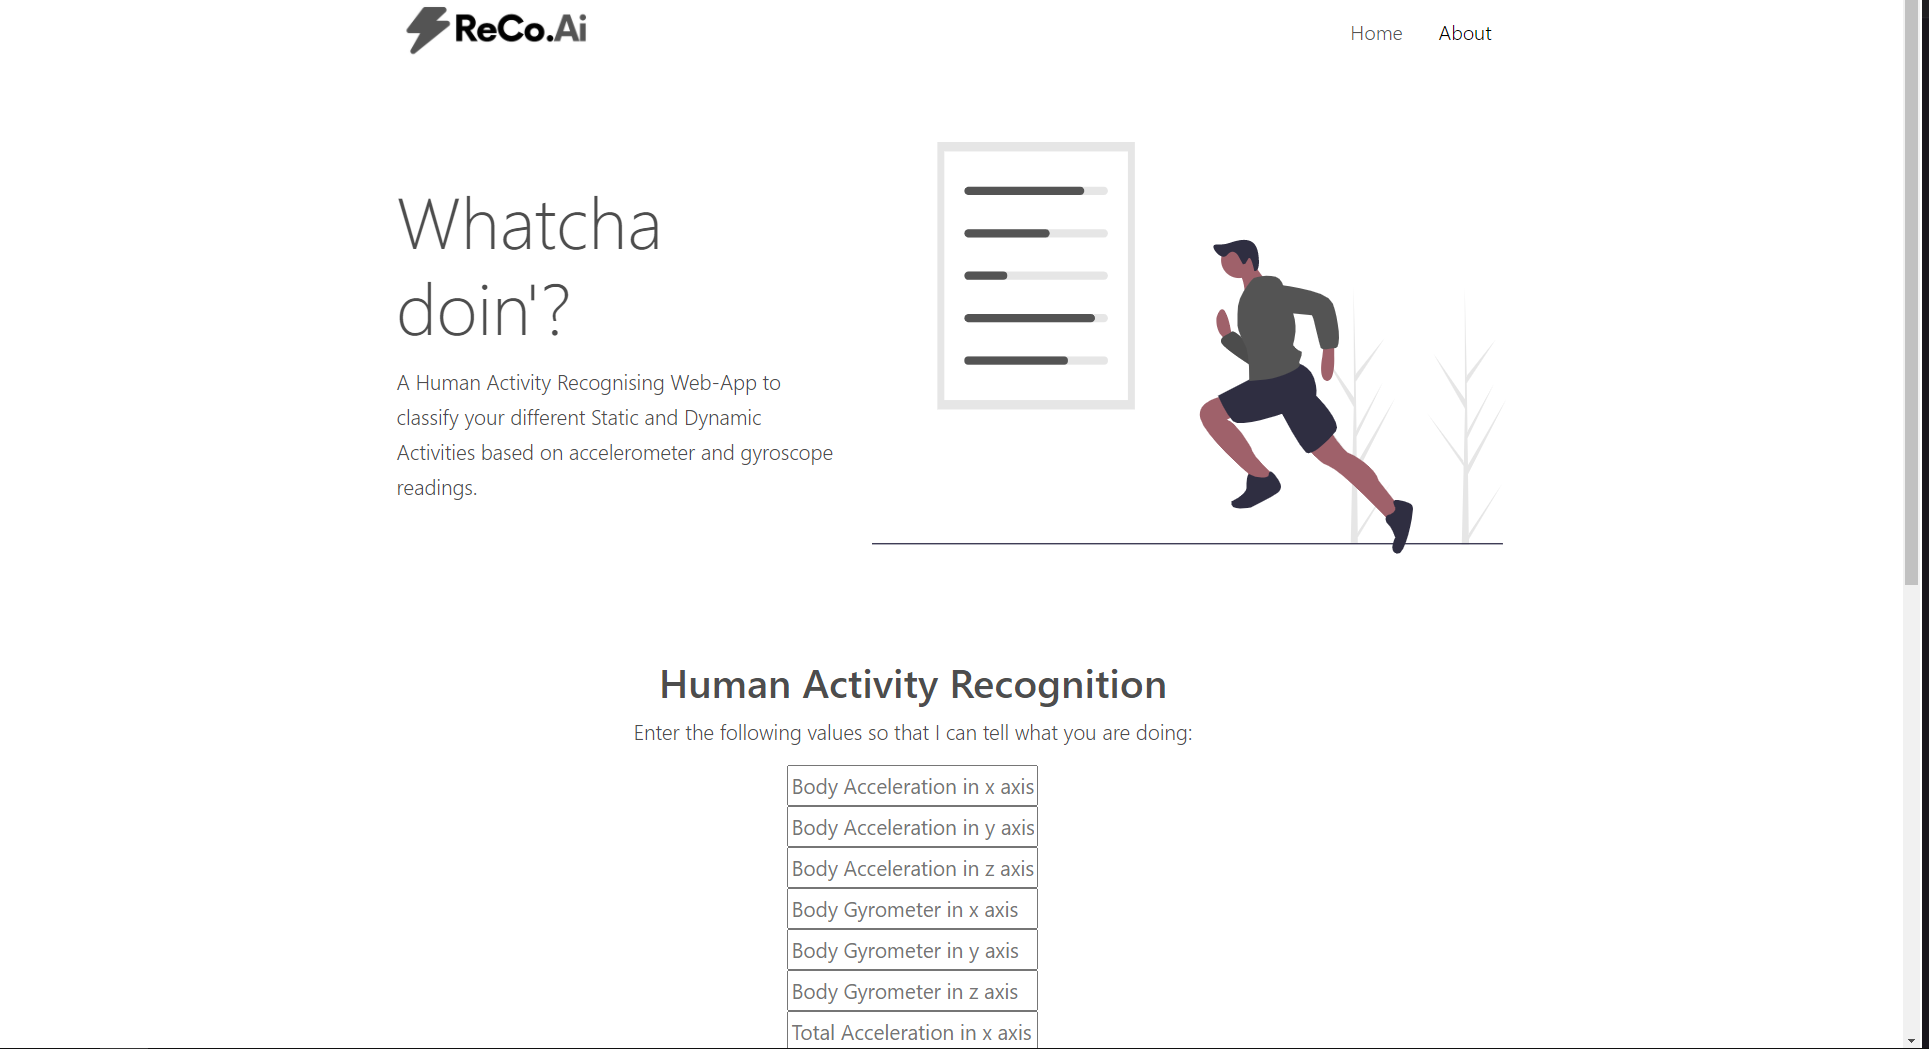 ReCo.Ai
Home About
Whatcha
doin'?
A Human Activity Recognising Web-App to
classify your different Static and Dynamic
Activities based on accelerometer and gyroscope
readings.
Human Activity Recognition
Enter the following values so that I can tell what you are doing:
Body Acceleration in x axis
Body Acceleration in y axis
Body Acceleration in z axis
Body Gyrometer in x axis
Body Gyrometer in y axis
Body Gyrometer in z axis
Total Acceleration in x axis